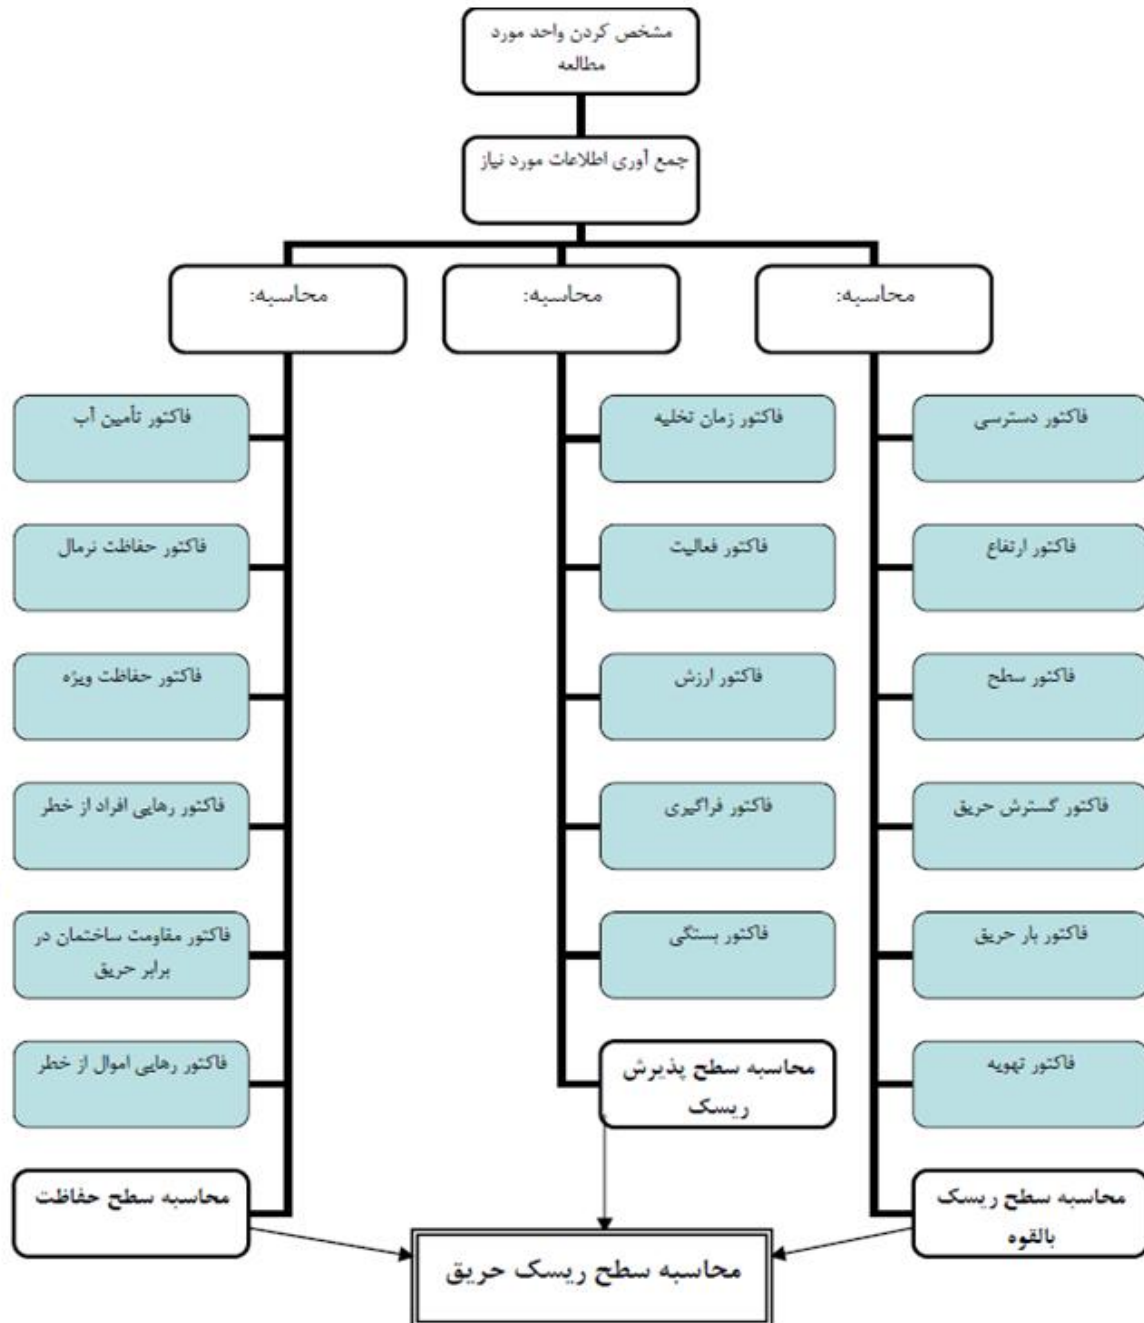 مشخص کردن واحد مورد
مطالعه
جمع آوری اطلاعات مورد نیاز
محاسبه:
محاسبه:
محاسبه:
فاکتور دسترسی
فاکتور زمان تخلیه
فاکتور تأمین آب
فاکتور ارتفاع
فاکتور فعالیت
فاکتور حفاظت نرمال
فاکتور سطح
فاکتور ارزش
فاکتور حفاظت ویژه
فاکتور گسترش حریق
فاکتور فراگیری
فاکتور رهایی افراد از خطر
فاکتور بار حریق
فاکتور بستگی
فاکتور مقاومت ساختمان در
برابر حریق
فاکتور تهویه
محاسبه سطح پذیرش
ریسک
فاکتور رهایی اموال از خطر
محاسبه سطح ریسک
بالقوه
محاسبه سطح حفاظت
محاسبه سطح ریسک حریق